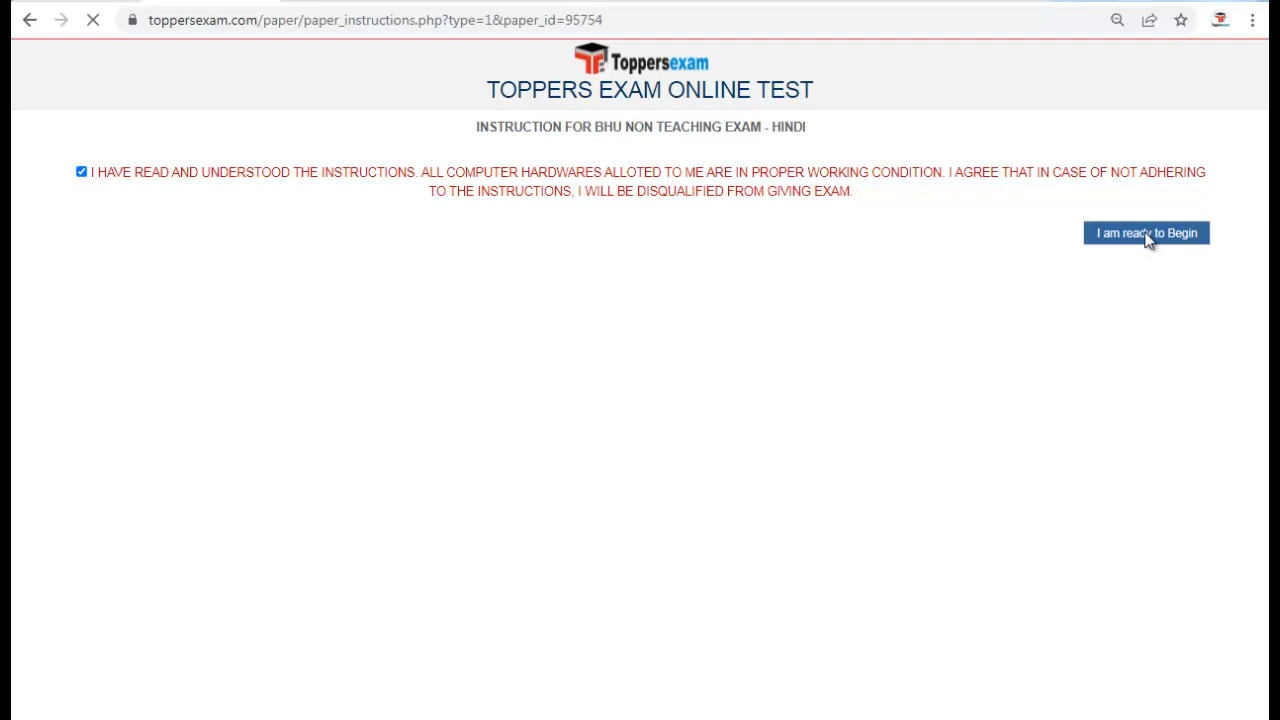 toppersexam.com/paper/paper_instructions.php?type=1&paper_id=95754
Toppersexam
TOPPERS EXAM ONLINE TEST
INSTRUCTION FOR BHU NON TEACHING EXAM - HINDI
I HAVE READ AND UNDERSTOOD THE INSTRUCTIONS. ALL COMPUTER HARDWARES ALLOTED TO ME ARE IN PROPER WORKING CONDITION. I AGREE THAT IN CASE OF NOT ADHERING
TO THE INSTRUCTIONS, I WILL BE DISQUALIFIED FROM GIVING EXAM.
I am ready to Begin